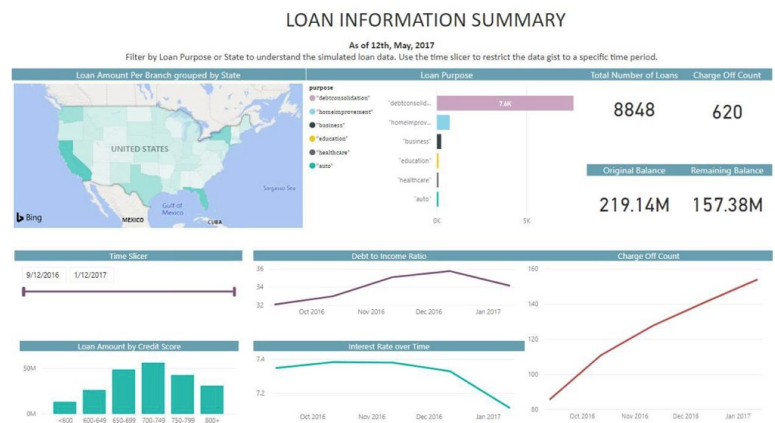 LOAN INFORMATION SUMMARY
As of 12th, May, 2017
Filter by Loan Purpose or State to understand the simulated loan data. Use the time slicer to restrict the data gist to a specific time period.
Loan Amount Per Branch grouped by State
UNITED STATES
Sargasso Sea
Gulf of
Mexico
MEXICO
CUBA
Bing
Loan Purpose
purpose
"debtconsolidation"
"homeimprovement"
"business"
"education"
"healthcare"
"auto"
"debtconsolid...
7.6K
"homeimprov...
"business"
"education"
"healthcare"
"auto"
0K 5K
Total Number of Loans
8848
Charge Off Count
620
Original Balance
219.14M
Remaining Balance
157.38M
Time Slicer
9/12/2016 1/12/2017
Debt to Income Ratio
36
34
32
Oct 2016 Nov 2016 Dec 2016 Jan 2017
Charge Off Count
160
140
120
100
80
Oct 2016 Nov 2016 Dec 2016 Jan 2017
Loan Amount by Credit Score
50M
0M
<600 600-649 650-699 700-749 750-799 800+
Interest Rate over Time
7.4
7.2
Oct 2016 Nov 2016 Dec 2016 Jan 2017